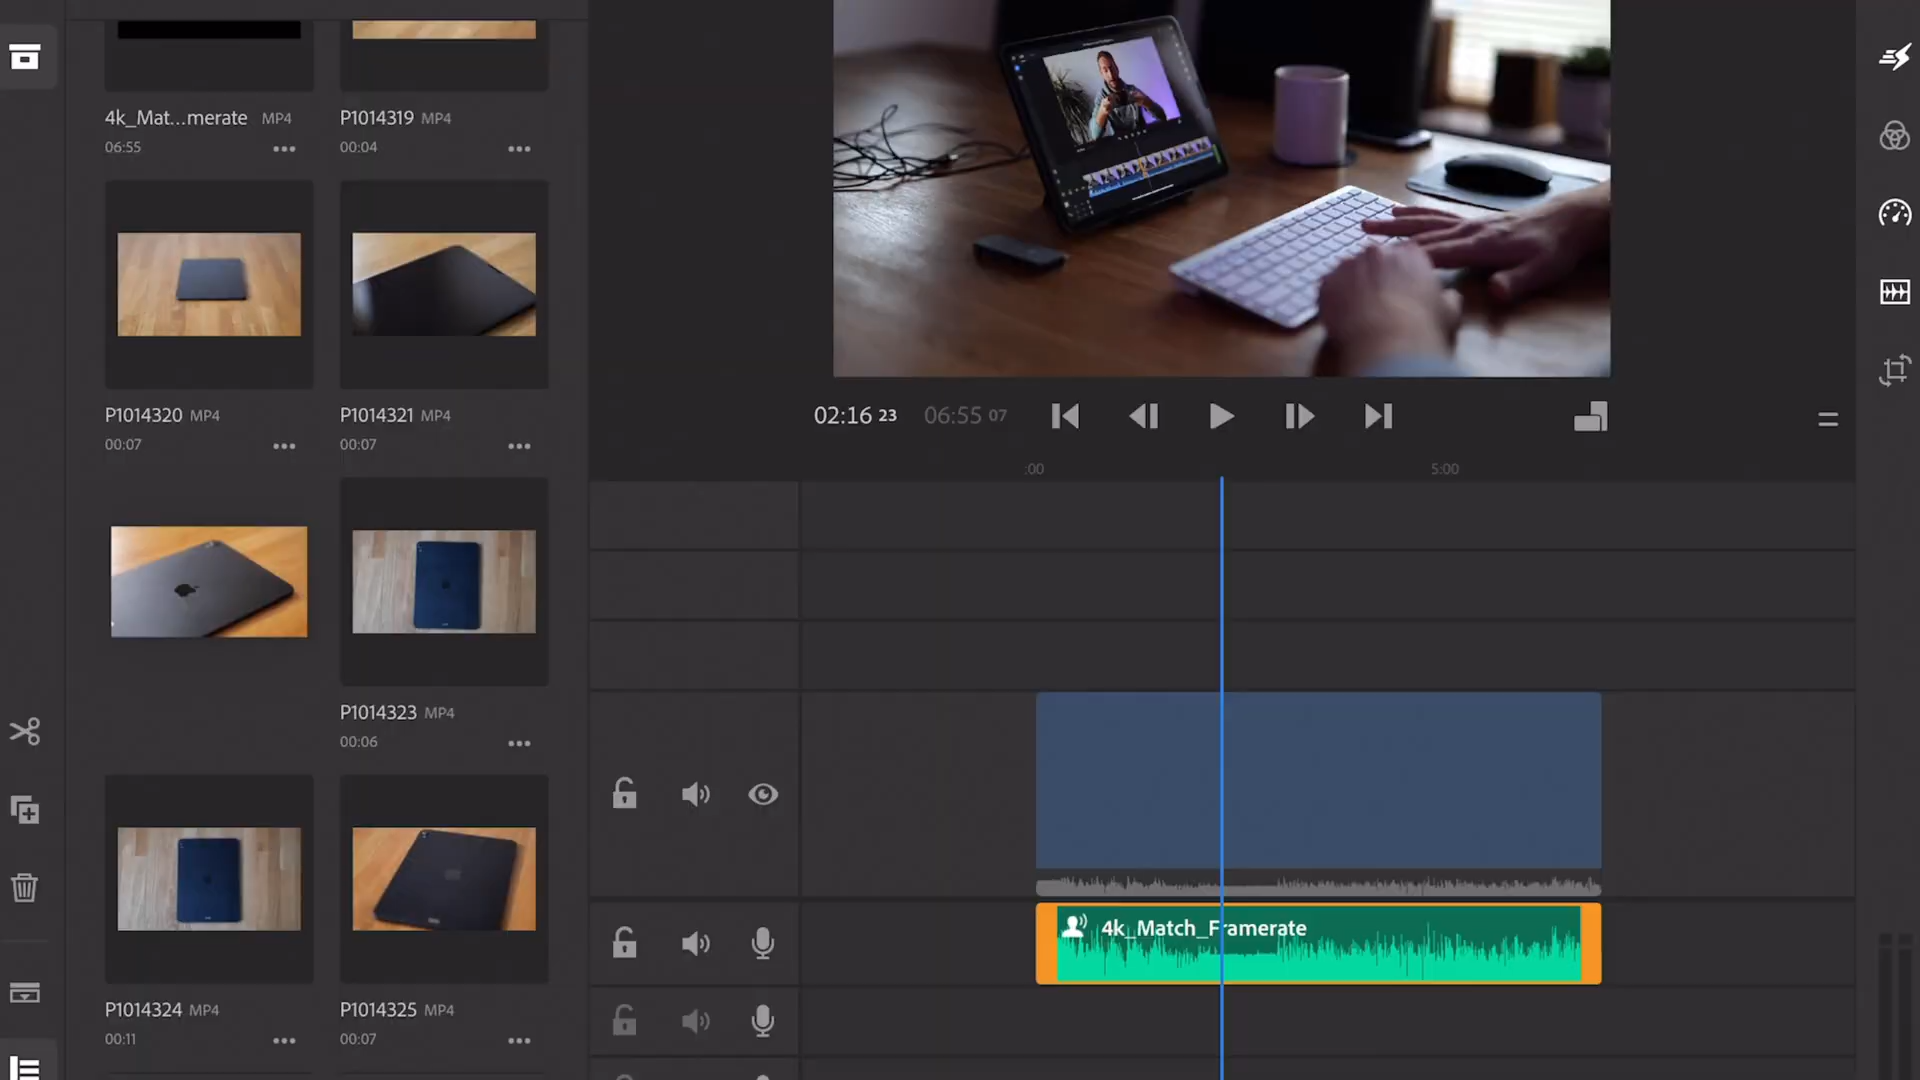 4k_Mat...merate MP4
06:55
P1014319 MP4
00:04
P1014320 MP4
00:07
P1014321 MP4
00:07
P1014323 MP4
00:06
P1014324 MP4
00:11
P1014325 MP4
00:07
02:16 23 06:55 07
:00 5:00
4k_Match_Framerate